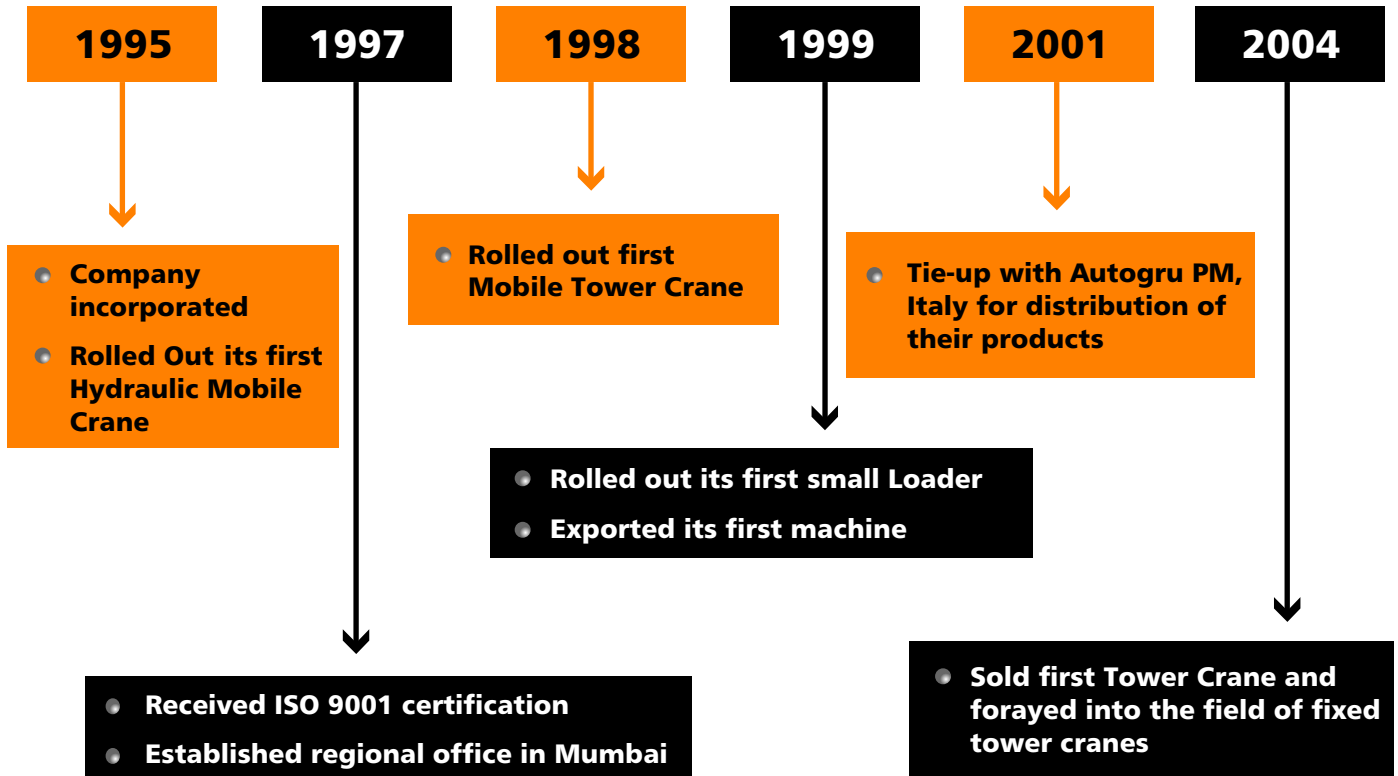 1995
1997
1998
1999
2001
2004
Company
incorporated
Rolled Out its first
Hydraulic Mobile
Crane
Received ISO 9001 certification
Established regional office in Mumbai
Rolled out first
Mobile Tower Crane
Rolled out its first small Loader
Exported its first machine
Tie-up with Autogru PM,
Italy for distribution of
their products
Sold first Tower Crane and
forayed into the field of fixed
tower cranes